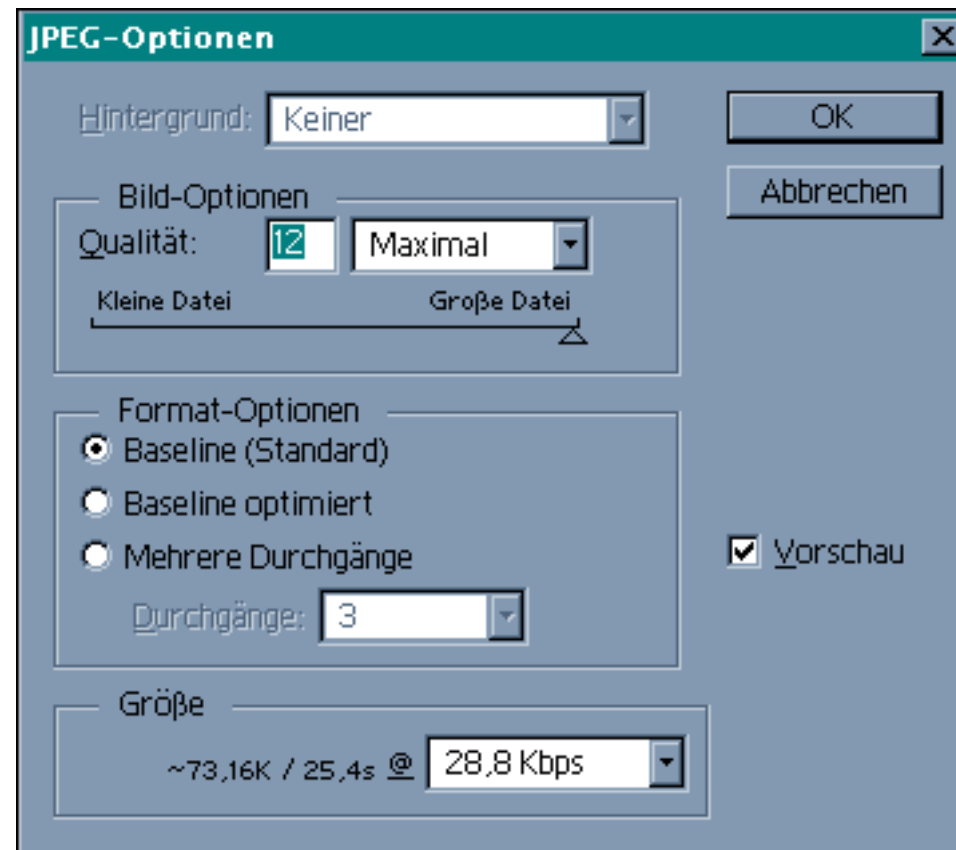 JPEG-Optionen
Hintergrund: Keiner
OK
Abbrechen
Bild-Optionen
Qualität: 12 Maximal
Kleine Datei Große Datei
Format-Optionen
Baseline (Standard)
Baseline optimiert
Mehrere Durchgänge
Durchgänge: 3
Vorschau
Größe
~73,16K / 25,4s @ 28,8 Kbps